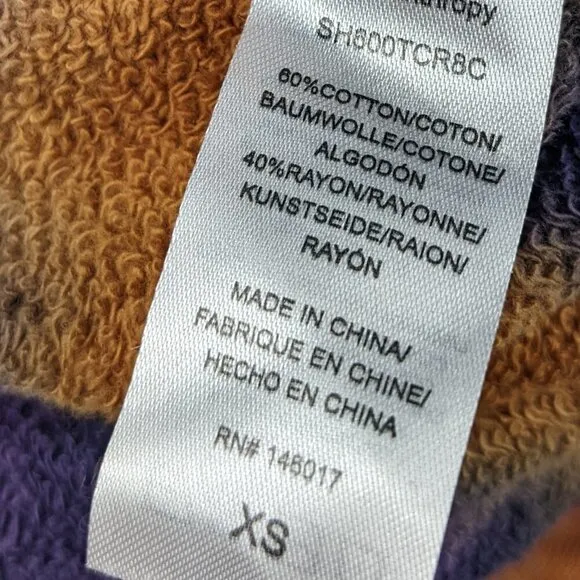 SH600TCR8C
60%COTTON/COTON/
BAUMWOLLE/COTONE/
ALGODÓN
40%RAYON/RAYONNE/
KUNSTSEIDE/RAION/
RAYÓN
MADE IN CHINA/
FABRIQUE EN CHINE/
HECHO EN CHINA
RN# 146017
XS